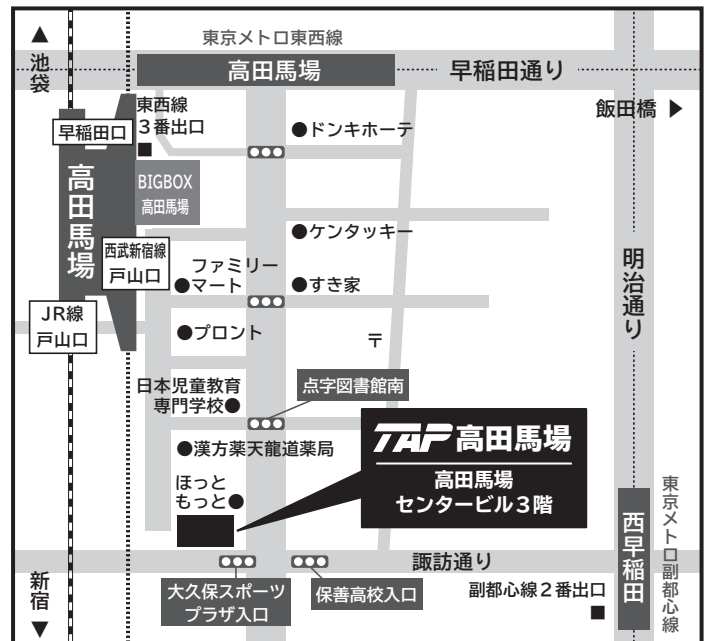 東京メトロ東西線
▲
池袋
高田馬場
早稲田通り
飯田橋 ▶
東西線
3番出口
■
早稲田口
●ドンキホーテ
BIGBOX
高田馬場
高田馬場
西武新宿線
戸山口
●ケンタッキー
ファミリー
●マート
●すき家
明治通り
JR線
戸山口
●プロント
〒
日本児童教育
専門学校●
点字図書館南
●漢方薬天龍道薬局
TAP 高田馬場
高田馬場
センタービル3階
ほっと
もっと●
諏訪通り
大久保スポーツ
プラザ入口
保善高校入口
副都心線2番出口
■
西早稲田
東京メトロ副都心線
新宿
▼